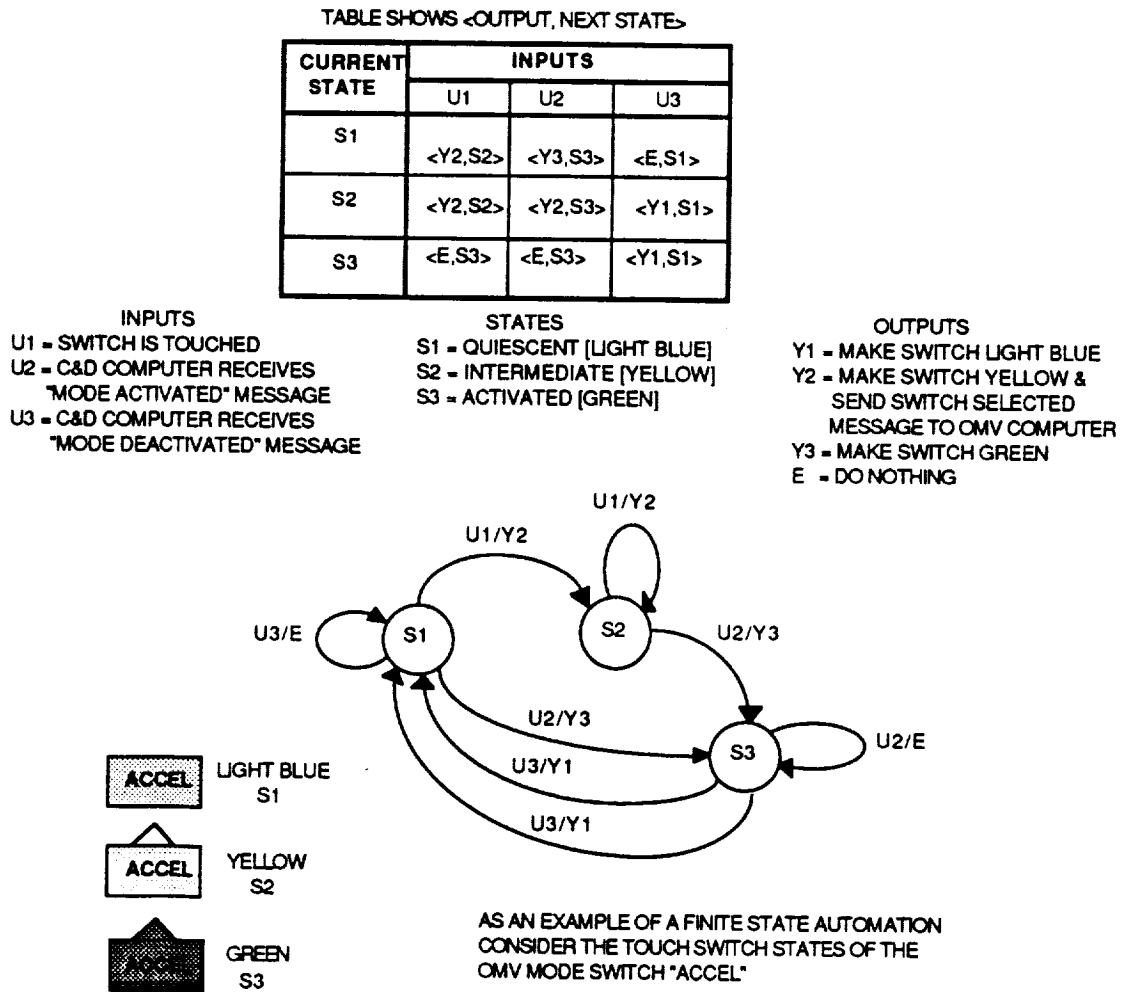 TABLE SHOWS <OUTPUT, NEXT STATE>
CURRENT STATE
INPUTS
U1 U2 U3
S1 <Y2,S2> <Y3,S3> <E,S1>
S2 <Y2,S2> <Y2,S3> <Y1,S1>
S3 <E,S3> <E,S3> <Y1,S1>
INPUTS
U1 = SWITCH IS TOUCHED
U2 = C&D COMPUTER RECEIVES
"MODE ACTIVATED" MESSAGE
U3 = C&D COMPUTER RECEIVES
"MODE DEACTIVATED" MESSAGE
STATES
S1 = QUIESCENT [LIGHT BLUE]
S2 = INTERMEDIATE [YELLOW]
S3 = ACTIVATED [GREEN]
OUTPUTS
Y1 = MAKE SWITCH LIGHT BLUE
Y2 = MAKE SWITCH YELLOW &
SEND SWITCH SELECTED
MESSAGE TO OMV COMPUTER
Y3 = MAKE SWITCH GREEN
E = DO NOTHING
U1/Y2
U1/Y2
U3/E
S1
S2
U2/Y3
U2/Y3
S3
U2/E
U3/Y1
U3/Y1
ACCEL
LIGHT BLUE
S1
ACCEL
YELLOW
S2
ACCEL
GREEN
S3
AS AN EXAMPLE OF A FINITE STATE AUTOMATION
CONSIDER THE TOUCH SWITCH STATES OF THE
OMV MODE SWITCH "ACCEL"